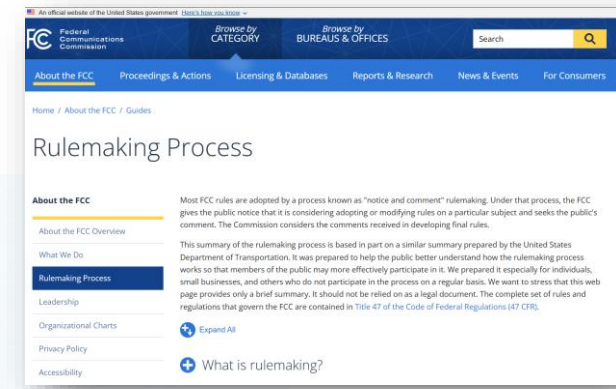 An official website of the United States government Here's how you know
Federal
Communications
Commission
Browse by
CATEGORY
Browse by
BUREAUS & OFFICES
Search
About the FCC
Proceedings & Actions
Licensing & Databases
Reports & Research
News & Events
For Consumers
Home / About the FCC / Guides
Rulemaking Process
About the FCC
About the FCC Overview
What We Do
Rulemaking Process
Leadership
Organizational Charts
Privacy Policy
Accessibility
Most FCC rules are adopted by a process known as "notice and comment" rulemaking. Under that process, the FCC
gives the public notice that it is considering adopting or modifying rules on a particular subject and seeks the public's
comment. The Commission considers the comments received in developing final rules.
This summary of the rulemaking process is based in part on a similar summary prepared by the United States
Department of Transportation. It was prepared to help the public better understand how the rulemaking process
works so that members of the public may more effectively participate in it. We prepared it especially for individuals,
small businesses, and others who do not participate in the process on a regular basis. We want to stress that this web
page provides only a brief summary. It should not be relied on as a legal document. The complete set of rules and
regulations that govern the FCC are contained in Title 47 of the Code of Federal Regulations (47 CFR).
Expand All
What is rulemaking?